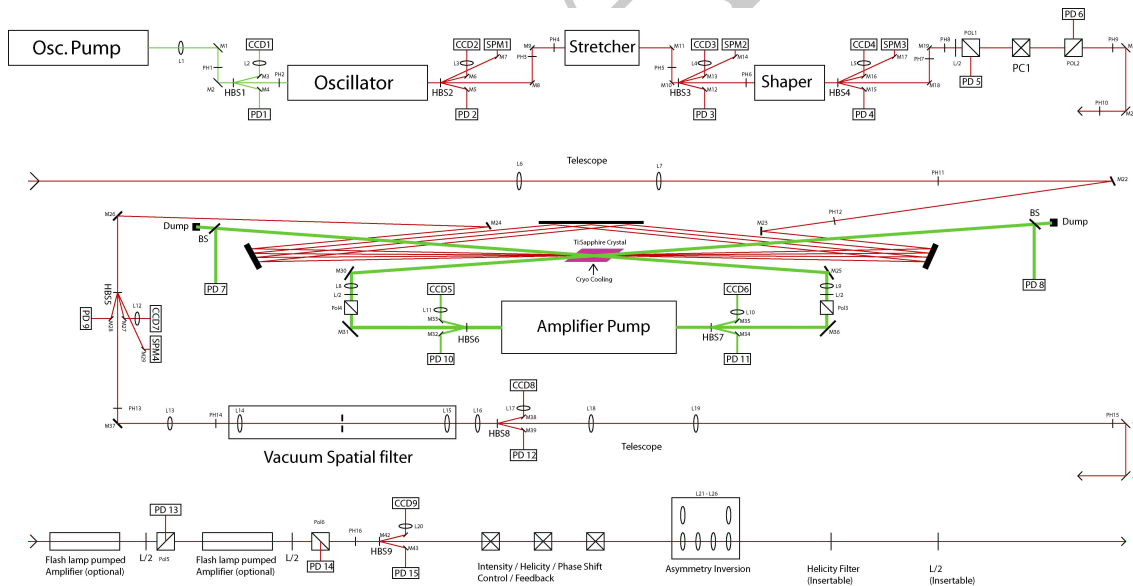 CCD1
CCD2
SPM1
CCD3
SPM2
CCD4
SPM3
PD 6
Osc. Pump
L1
M1
PH1
M2
L2
M3
M4
PH2
HBS1
PD1
Oscillator
L3
M7
M6
M5
HBS2
PD 2
M9
PH4
PH3
M8
Stretcher
M11
PH5
M10
L4
M14
M13
M12
HBS3
PD 3
PH6
Shaper
L5
M17
M16
M15
HBS4
PD 4
M19
PH7
M18
PH8
L/2
POL1
PD 5
PC1
POL2
PH9
PH10
L6
Telescope
L7
PH11
M22
M26
M24
M23
PH12
Dump
BS
BS
Dump
Ti:Sapphire Crystal
Cryo Cooling
M30
M25
PD 7
PD 8
L8
L/2
Pol4
M31
CCD5
L11
M33
M32
HBS6
PD 10
Amplifier Pump
CCD6
L10
M35
M34
HBS7
PD 11
L9
L/2
Pol3
M36
HBS5
PD 9
M28
M27
L12
CCD7
SPM4
M29
PH13
M37
L13
PH14
L14
L15
L16
Vacuum Spatial filter
CCD8
L17
M38
M39
HBS8
PD 12
L18
L19
Telescope
PH15
PD 13
Flash lamp pumped
Amplifier (optional)
L/2
Pol5
Flash lamp pumped
Amplifier (optional)
L/2
Pol6
PD 14
PH16
CCD9
L20
M42
M43
HBS9
PD 15
Intensity / Helicity / Phase Shift
Control / Feedback
L21 - L26
Asymmetry Inversion
Helicity Filter
(Insertable)
L/2
(Insertable)